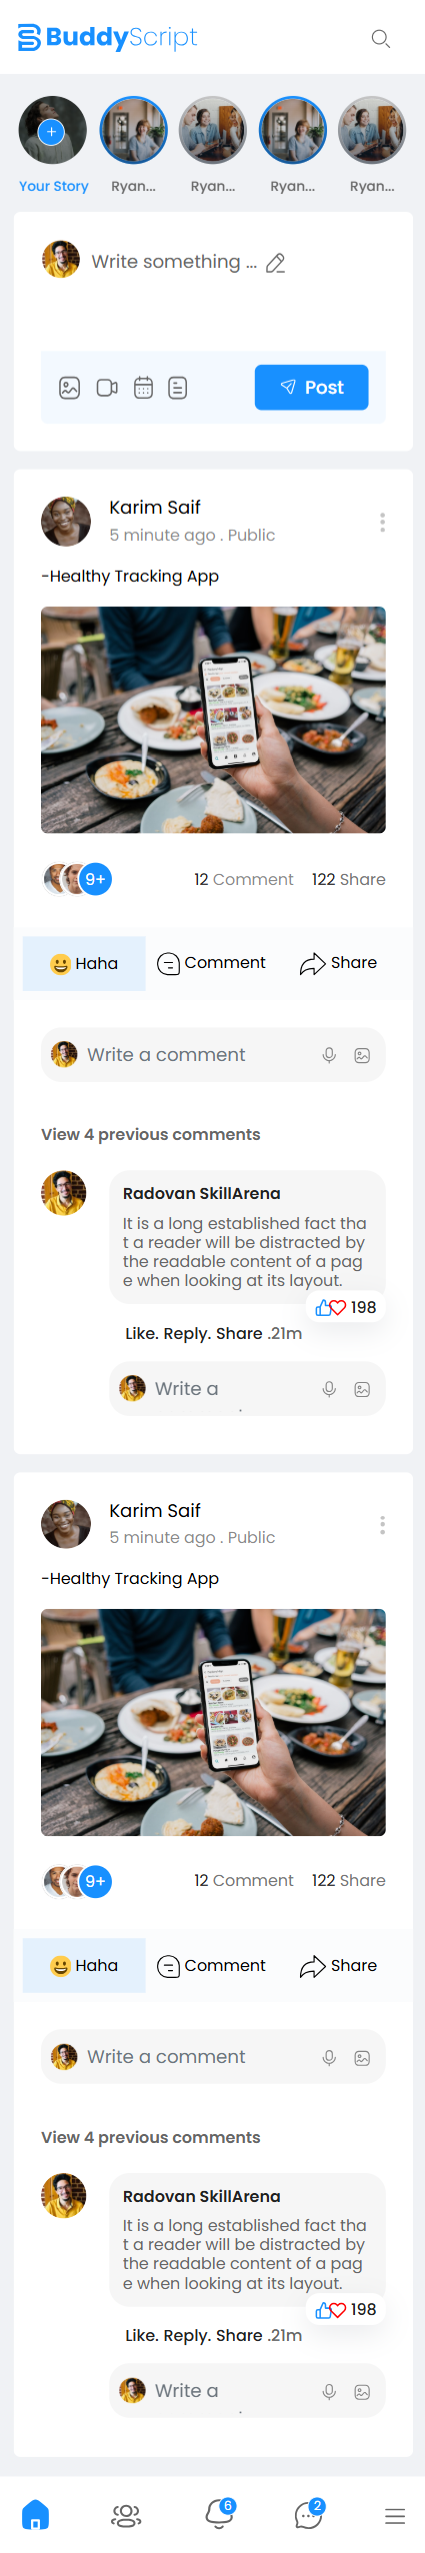 BuddyScript
Your Story
Ryan...
Ryan...
Ryan...
Ryan...
Write something ...
Post
Karim Saif
5 minute ago . Public
-Healthy Tracking App
9+
12 Comment 122 Share
Haha
Comment
Share
Write a comment
View 4 previous comments
Radovan SkillArena
It is a long established fact tha
t a reader will be distracted by
the readable content of a pag
e when looking at its layout.
198
Like. Reply. Share .21m
Write a
Karim Saif
5 minute ago . Public
-Healthy Tracking App
9+
12 Comment 122 Share
Haha
Comment
Share
Write a comment
View 4 previous comments
Radovan SkillArena
It is a long established fact tha
t a reader will be distracted by
the readable content of a pag
e when looking at its layout.
198
Like. Reply. Share .21m
Write a
6
2